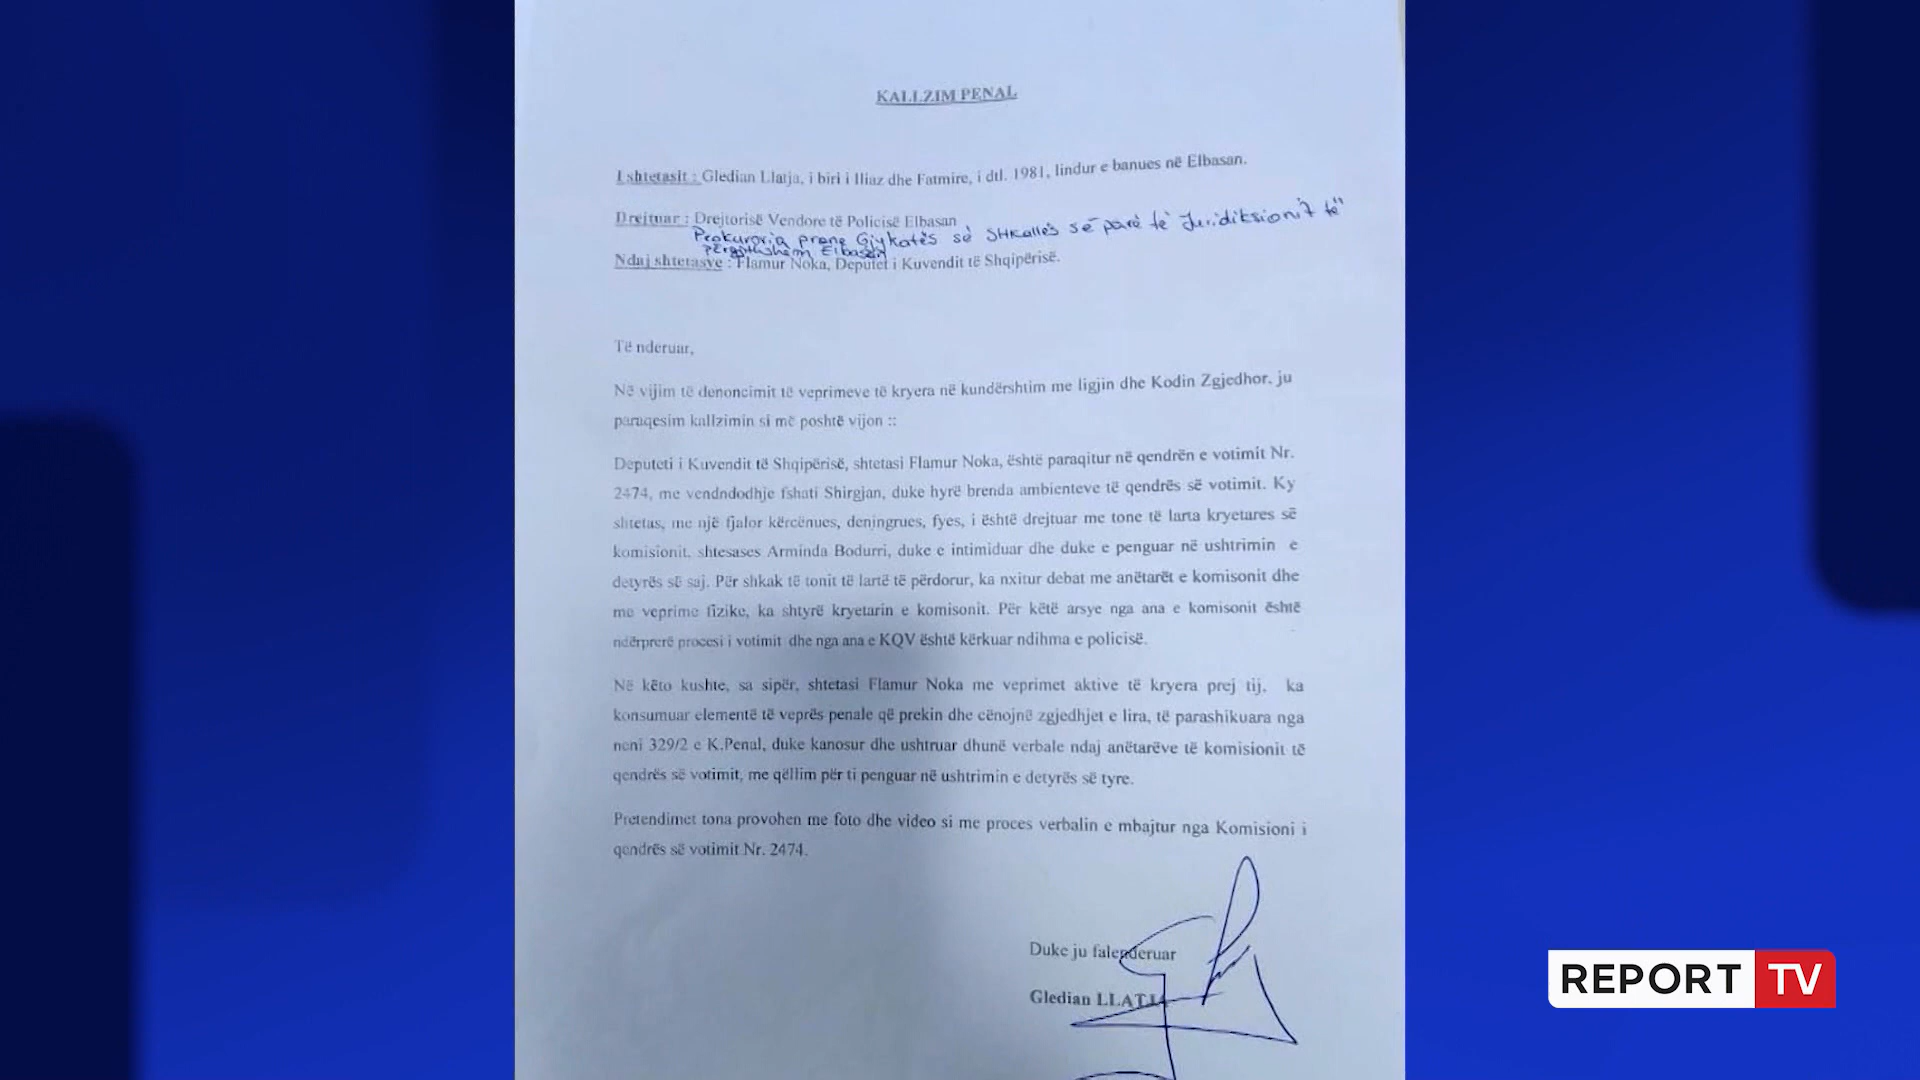 KALLZIM PENAL
I shtetasit : Gledian Llatja, i biri i Iliaz dhe Fatmire, i dtl. 1981, lindur e banues në Elbasan.
Drejtuar : Drejtorisë Vendore të Policisë Elbasan
Prokuroria prane Gjykatës së Shkallës së parë të Juridiksionit të
Përgjithshem Elbasan
Ndaj shtetasve : Flamur Noka, Deputet i Kuvendit të Shqipërisë.
Të nderuar,
Në vijim të denoncimit të veprimeve të kryera në kundërshtim me ligjin dhe Kodin Zgjedhor, ju
paraqesim kallzimin si më poshtë vijon ::
Deputeti i Kuvendit të Shqipërisë, shtetasi Flamur Noka, është paraqitur në qendrën e votimit Nr.
2474, me vendndodhje fshati Shirgjan, duke hyrë brenda ambienteve të qendrës së votimit. Ky
shtetas, me një fjalor kërcënues, deningrues, fyes, i është drejtuar me tone të larta kryetares së
komisionit, shtesases Arminda Bodurri, duke e intimiduar dhe duke e penguar në ushtrimin e
detyrës së saj. Për shkak të tonit të lartë të përdorur, ka nxitur debat me anëtarët e komisonit dhe
me veprime fizike, ka shtyrë kryetarin e komisonit. Për këtë arsye nga ana e komisonit është
ndërprerë procesi i votimit dhe nga ana e KQV është kërkuar ndihma e policisë.
Në këto kushte, sa sipër, shtetasi Flamur Noka me veprimet aktive të kryera prej tij, ka
konsumuar elementë të veprës penale që prekin dhe cënojnë zgjedhjet e lira, të parashikuara nga
neni 329/2 e K.Penal, duke kanosur dhe ushtruar dhunë verbale ndaj anëtarëve të komisionit të
qendrës së votimit, me qëllim për ti penguar në ushtrimin e detyrës së tyre.
Pretendimet tona provohen me foto dhe video si me proces verbalin e mbajtur nga Komisioni i
qendrës së votimit Nr. 2474.
Duke ju falenderuar
Gledian LLATJA
REPORT TV